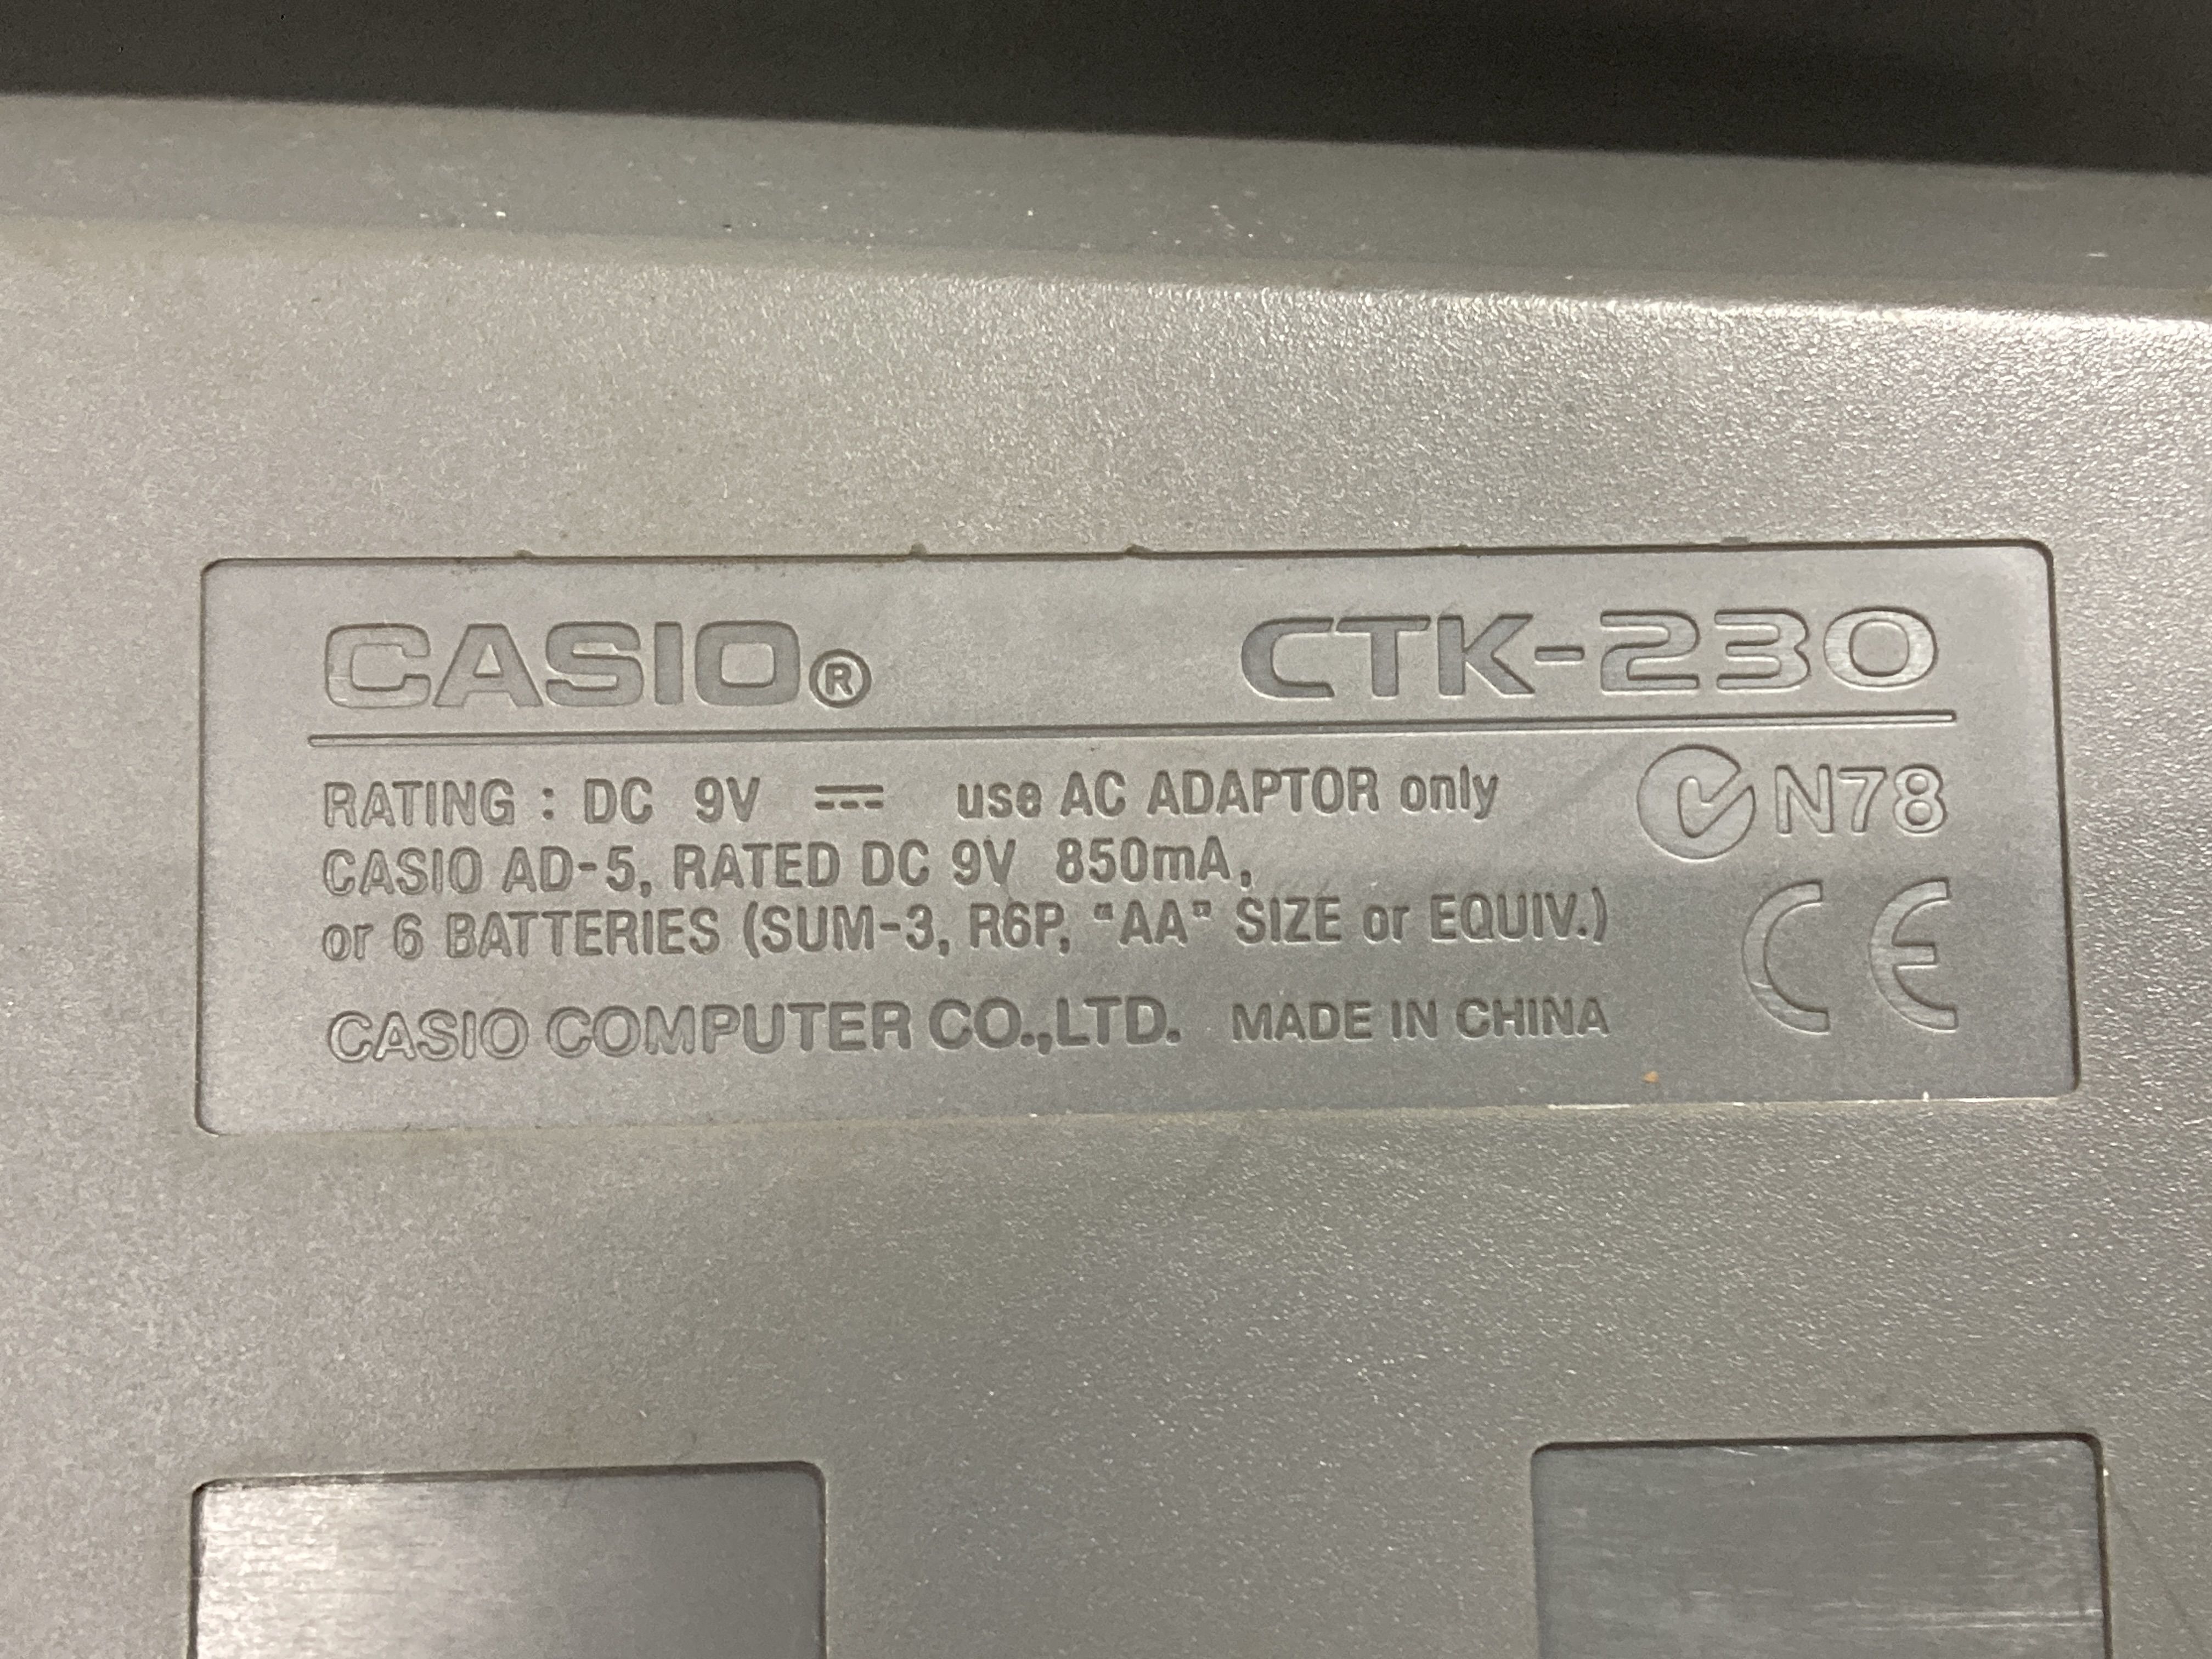 CASIO® CTK-230
RATING : DC 9V ⎓ use AC ADAPTOR only N78
CASIO AD-5, RATED DC 9V 850mA,
or 6 BATTERIES (SUM-3, R6P, "AA" SIZE or EQUIV.)
CE
CASIO COMPUTER CO.,LTD. MADE IN CHINA